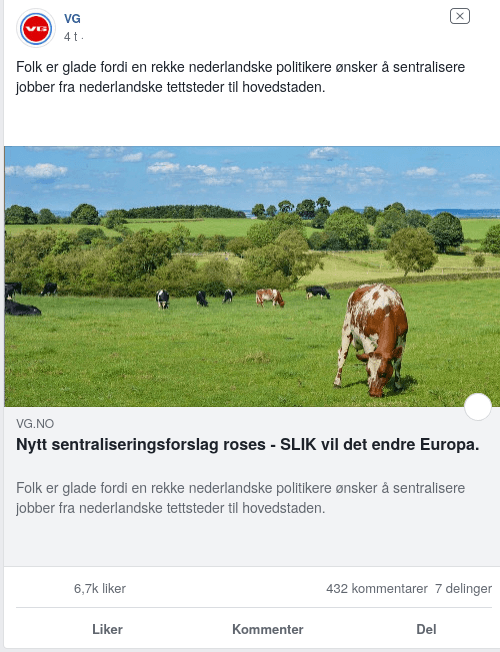 VG
VG
4 t ·
Folk er glade fordi en rekke nederlandske politikere ønsker å sentralisere
jobber fra nederlandske tettsteder til hovedstaden.
VG.NO
Nytt sentraliseringsforslag roses - SLIK vil det endre Europa.
Folk er glade fordi en rekke nederlandske politikere ønsker å sentralisere
jobber fra nederlandske tettsteder til hovedstaden.
6,7k liker 432 kommentarer 7 delinger
Liker Kommenter Del